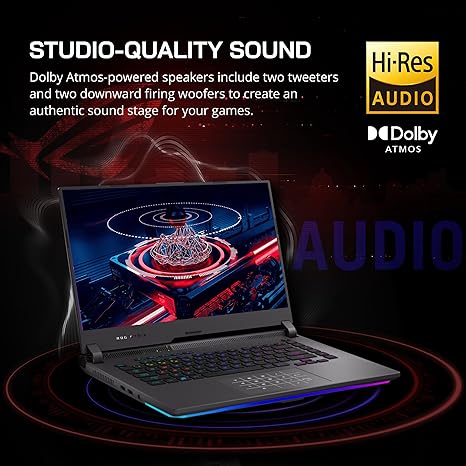 STUDIO-QUALITY SOUND
Dolby Atmos-powered speakers include two tweeters
and two downward firing woofers to create an
authentic sound stage for your games.
Hi-Res
AUDIO
Dolby
ATMOS
AUDIO